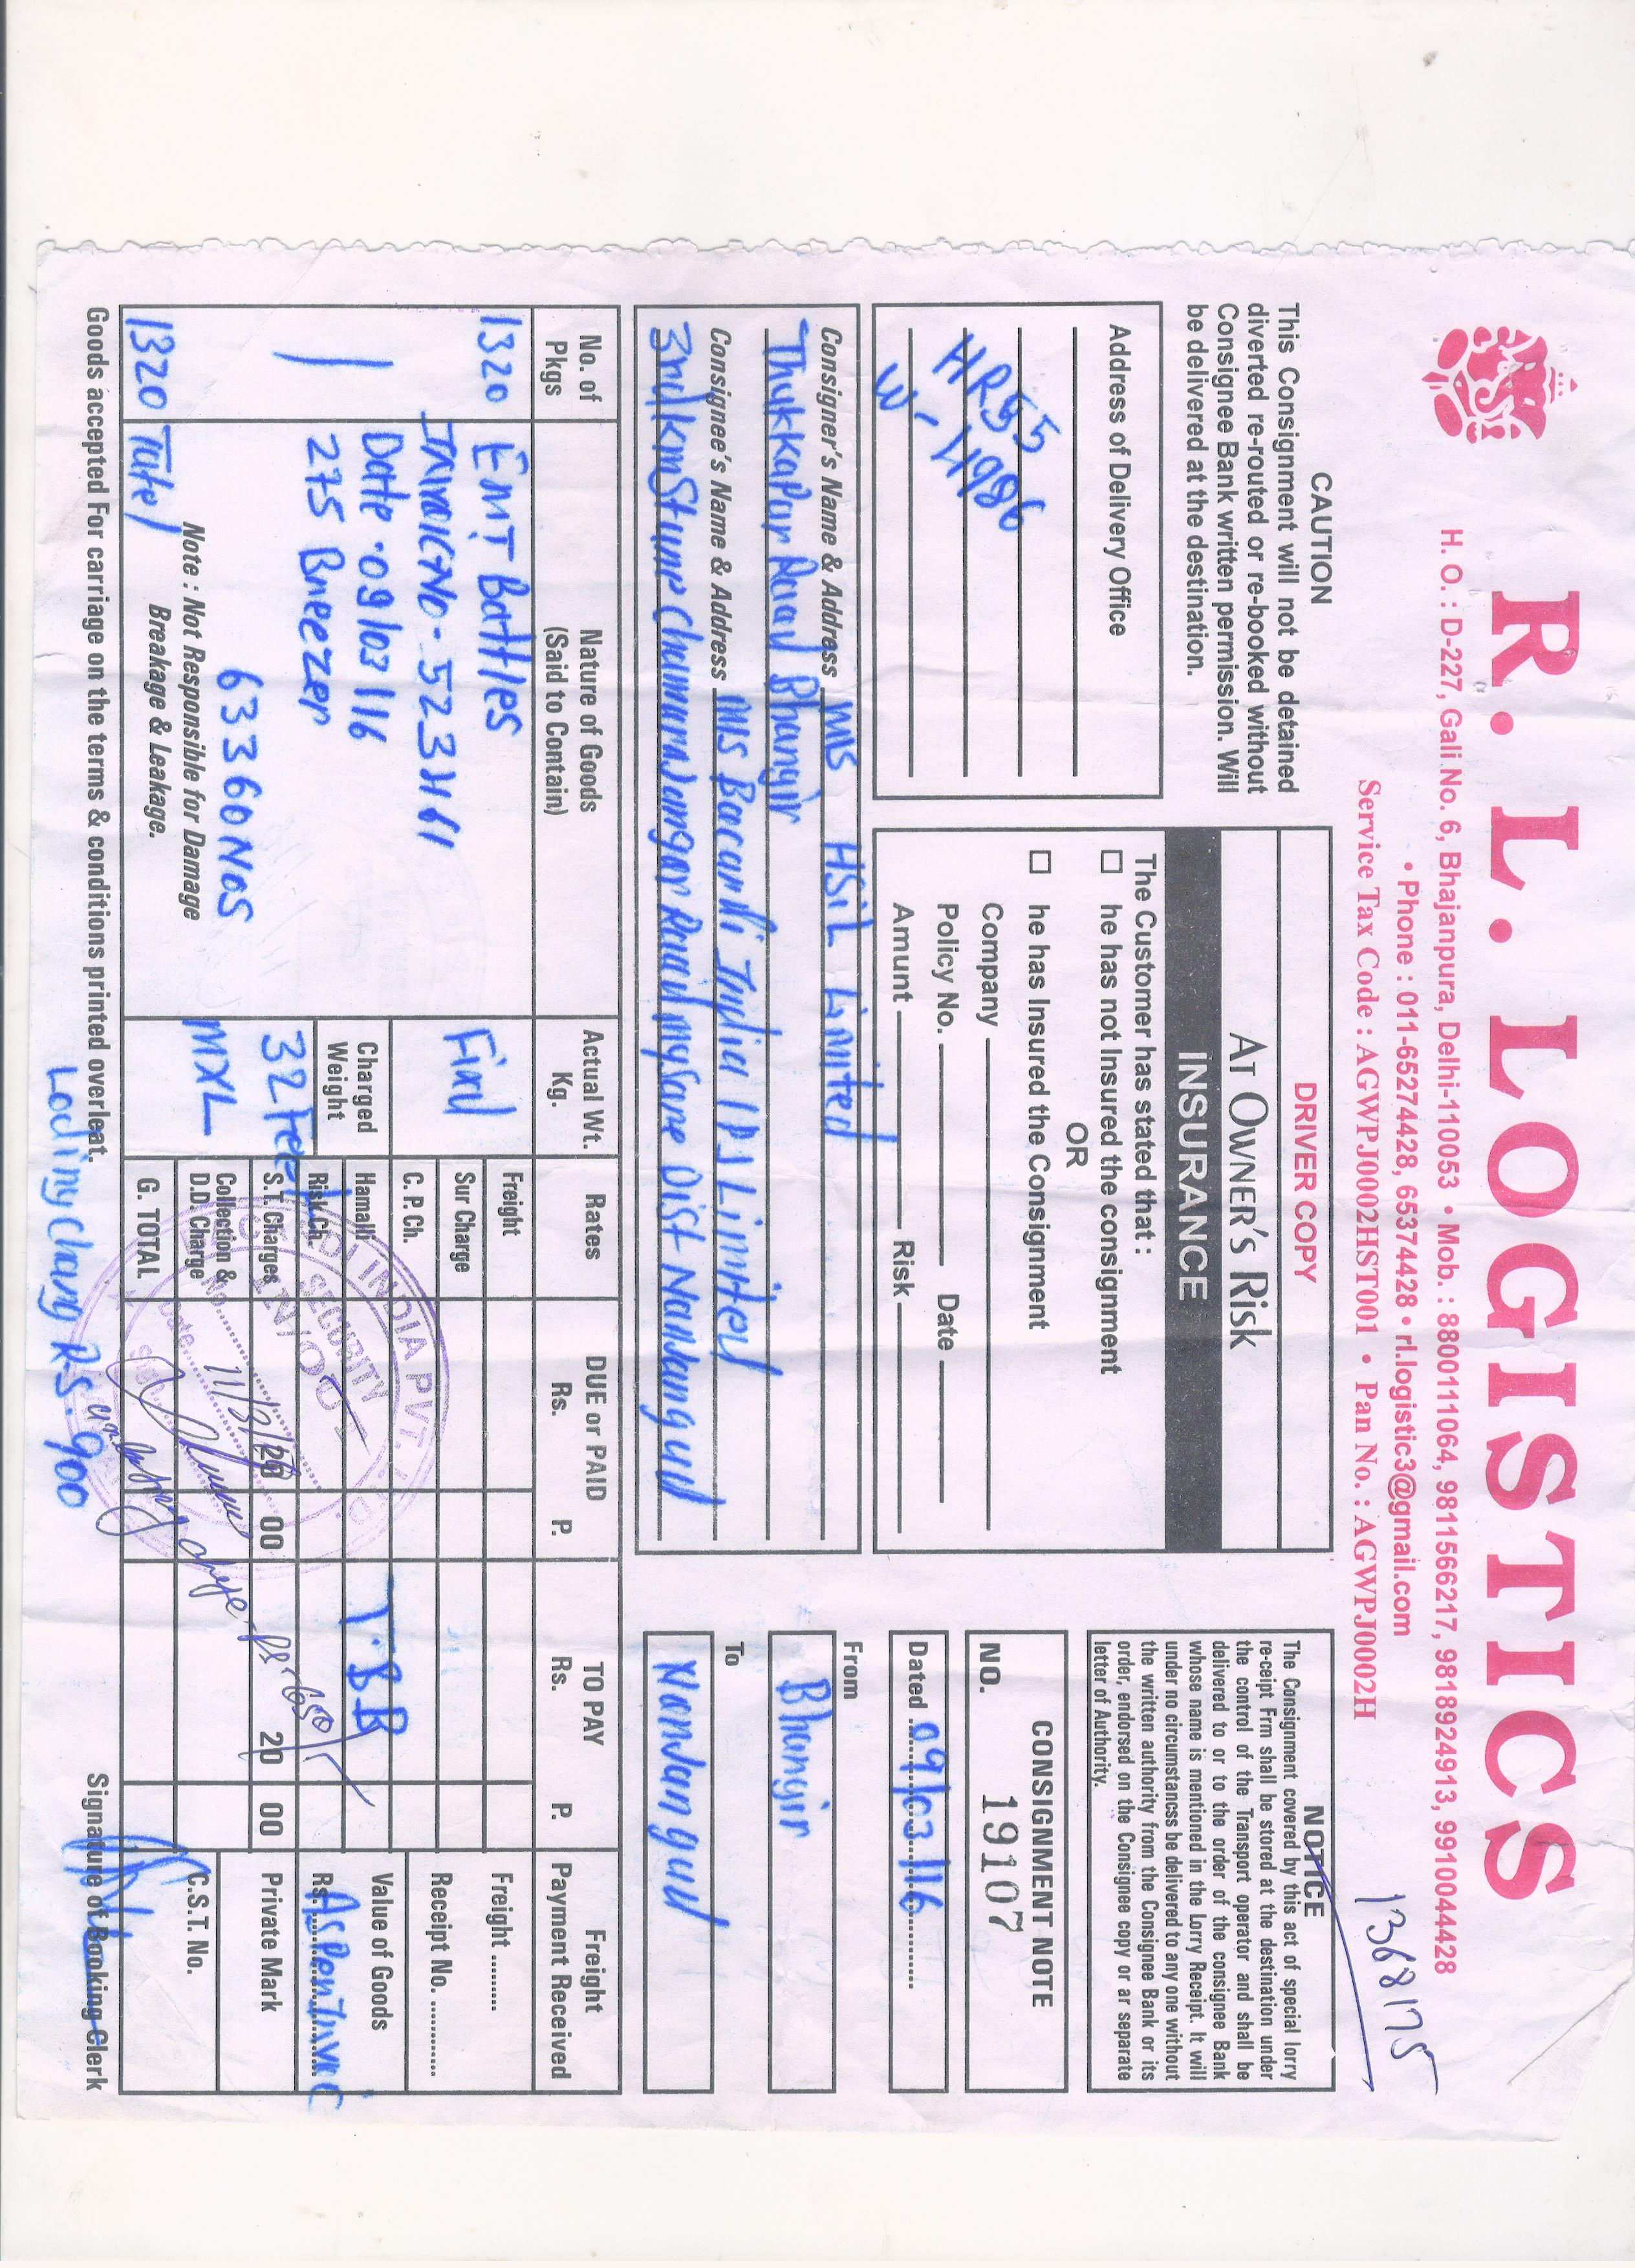 R. L. LOGISTICS
H. O. : D-227, Gali No. 6, Bhajanpura, Delhi-110053 • Mob. : 8800111064, 9811566217, 9818924913, 9910044428
• Phone : 011-65274428, 65374428 • rl.logistic3@gmail.com
Service Tax Code : AGWPJ0002HST001 • Pan No. : AGWPJ0002H
1368175
CAUTION
This Consignment will not be detained
diverted re-routed or re-booked without
Consignee Bank written permission. Will
be delivered at the destination.
Address of Delivery Office
HR55
W-4986
DRIVER COPY
AT OWNER'S RISK
INSURANCE
The Customer has stated that :
he has not Insured the consignment
OR
he has Insured the Consignment
Company
Policy No. Date
Amunt Risk
NOTICE
The Consignment covered by this act of special lorry
re-ceipt Frm shall be stored at the destination under
the control of the Transport operator and shall be
delivered to or to the order of the consignee Bank
whose name is mentioned in the Lorry Receipt. It will
under no circumstancse be delivered to any one without
the written authority from the Consignee Bank or its
order, endorsed on the Consignee copy or ar separate
letter of Authority.
CONSIGNMENT NOTE
NO. 19107
Dated 09/03/16
From
Bhangir
To
Nandangud
Consigner's Name & Address M/s HSIL Limited
Thukkapar Road Bhangir
Consignee's Name & Address M/S Bacardi India (P) Limited
3rd km Stune Road mysore Dist Nanjangud
No. of Pkgs
Nature of Goods (Said to Contain)
Actual Wt. Kg.
Rates
DUE or PAID Rs. P.
TO PAY Rs. P.
Freight Payment Received
1320 EmT Bottles
Invoice No - 523461
Date 09/03/16
275 Breezer
63360 Nos
Note : Not Responsible for Damage
Breakage & Leakage.
1320 Total
Fixd
Charged Weight
32 Feet
MXL
Freight
Sur Charge
C. P. Ch.
Hamalli
Risk Ch.
S.T. Charges 20 00 20 00
Collection & D.D. Charge
G. TOTAL
T.B.B
650/
Freight
Receipt No.
Value of Goods
Rs. As Per Invoic
Private Mark
C.S.T. No.
INDIA PVT. LTD.
SECURITY
IN/OUT
No.
Date 11/3/16
Sign
Goods accepted For carriage on the terms & conditions printed overleat.
Signature of Booking Clerk
Loding Charg RS. 900